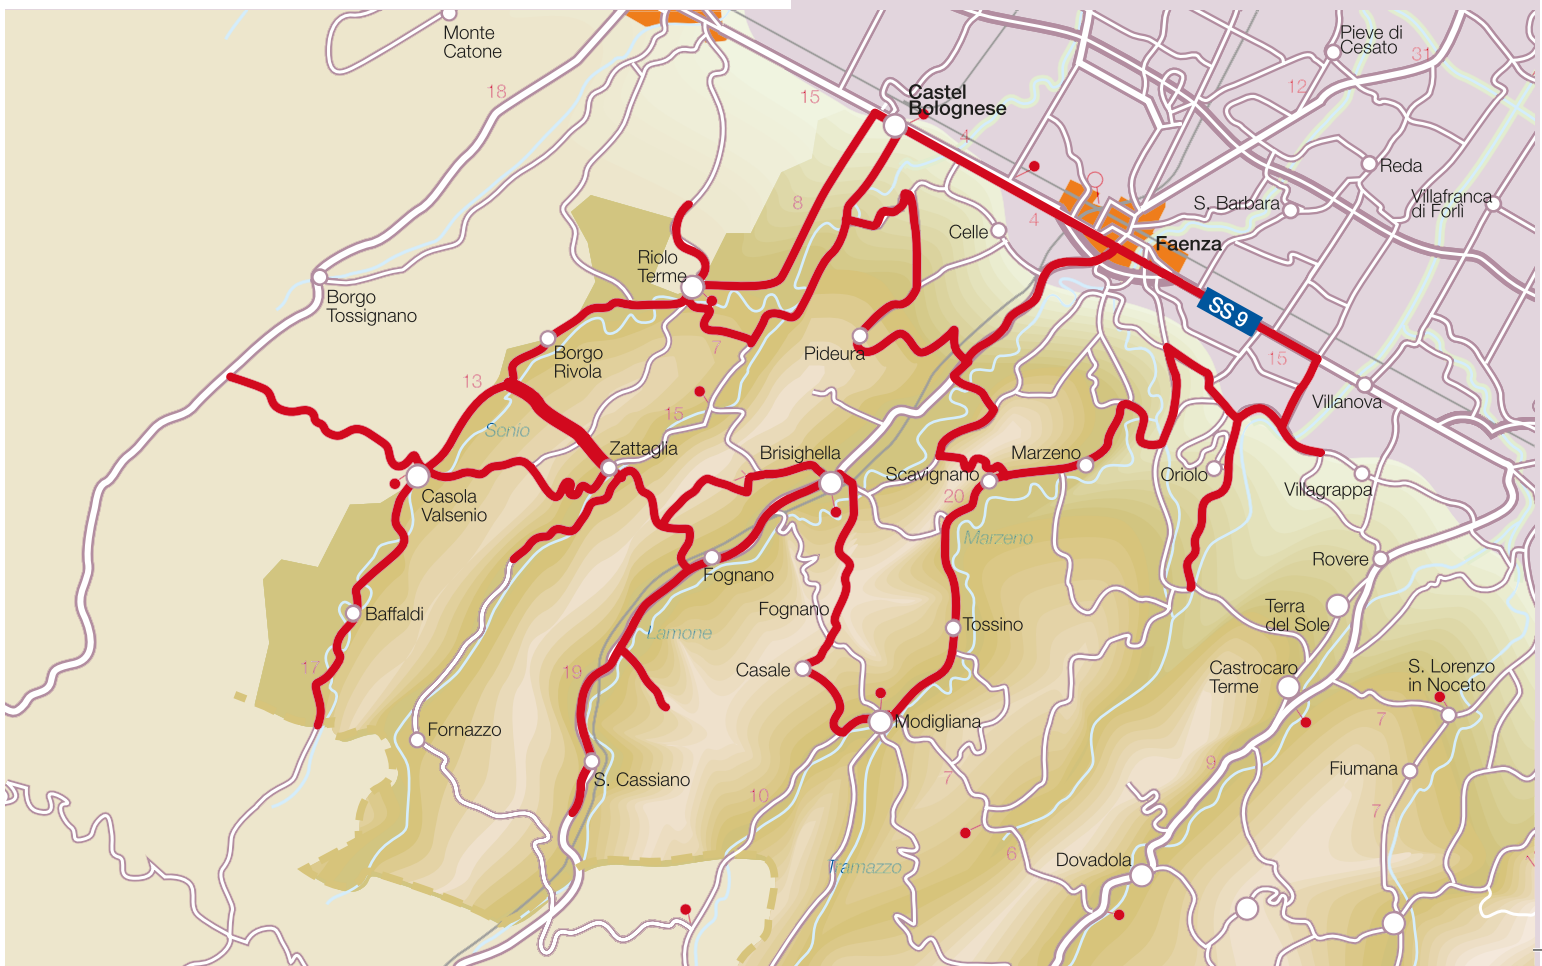 Monte
Catone
Pieve di
Cesato
31
18
15
12
Castel
Bolognese
4
Reda
8
4
S. Barbara
Villafranca
di Forlì
Celle
Faenza
Riolo
Terme
Borgo
Tossignano
SS 9
7
Pideura
15
Borgo
Rivola
13
Villanova
15
Senio
Zattaglia
Brisighella
Marzeno
Scavignano
Oriolo
Casola
Valsenio
20
Villagrappa
Marzeno
Rovere
Fognano
Baffaldi
Fognano
Terra
del Sole
Tossino
Lamone
17
19
Casale
Castrocaro
Terme
S. Lorenzo
in Noceto
Modigliana
7
Fornazzo
9
Fiumana
S. Cassiano
7
10
7
6
Dovadola
Tramazzo